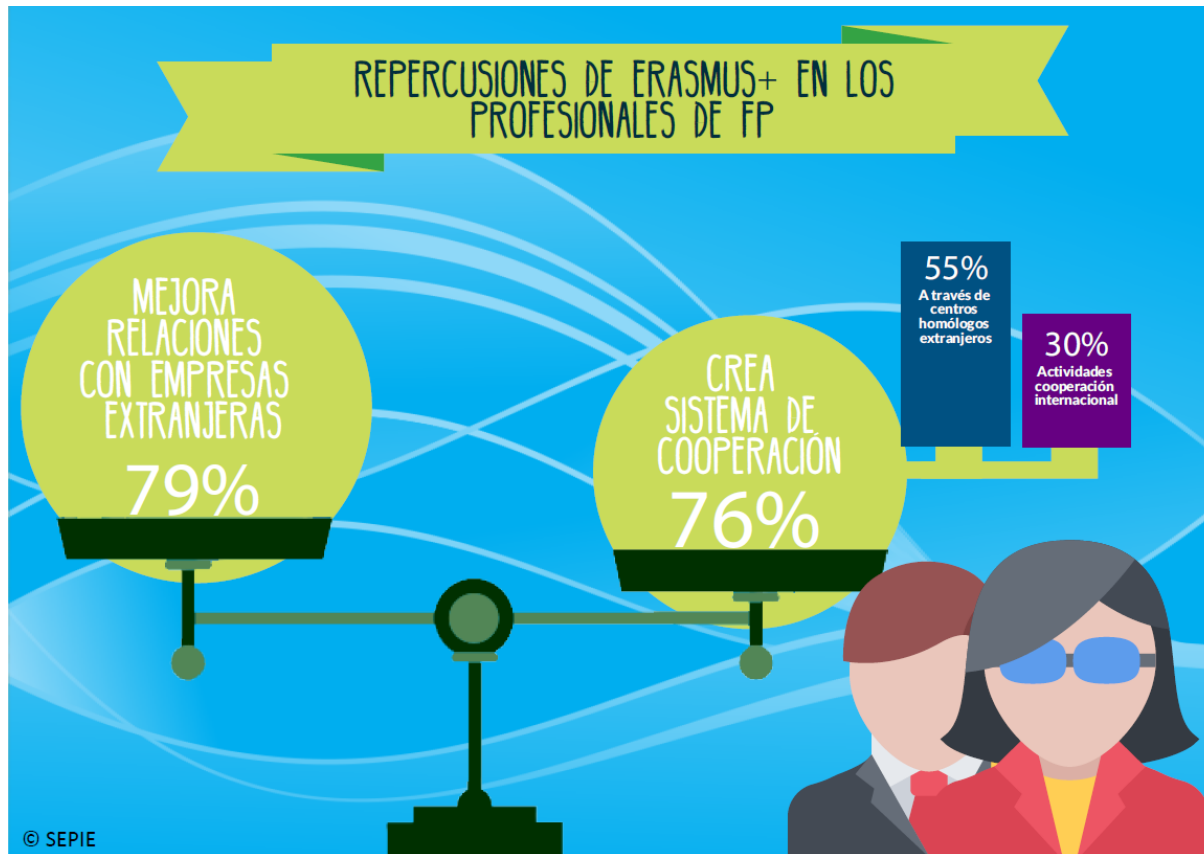 REPERCUSIONES DE ERASMUS+ EN LOS
PROFESIONALES DE FP
MEJORA
RELACIONES
CON EMPRESAS
EXTRANJERAS
79%
CREA
SISTEMA DE
COOPERACIÓN
76%
55%
A través de
centros
homólogos
extranjeros
30%
Actividades
cooperación
internacional
© SEPIE